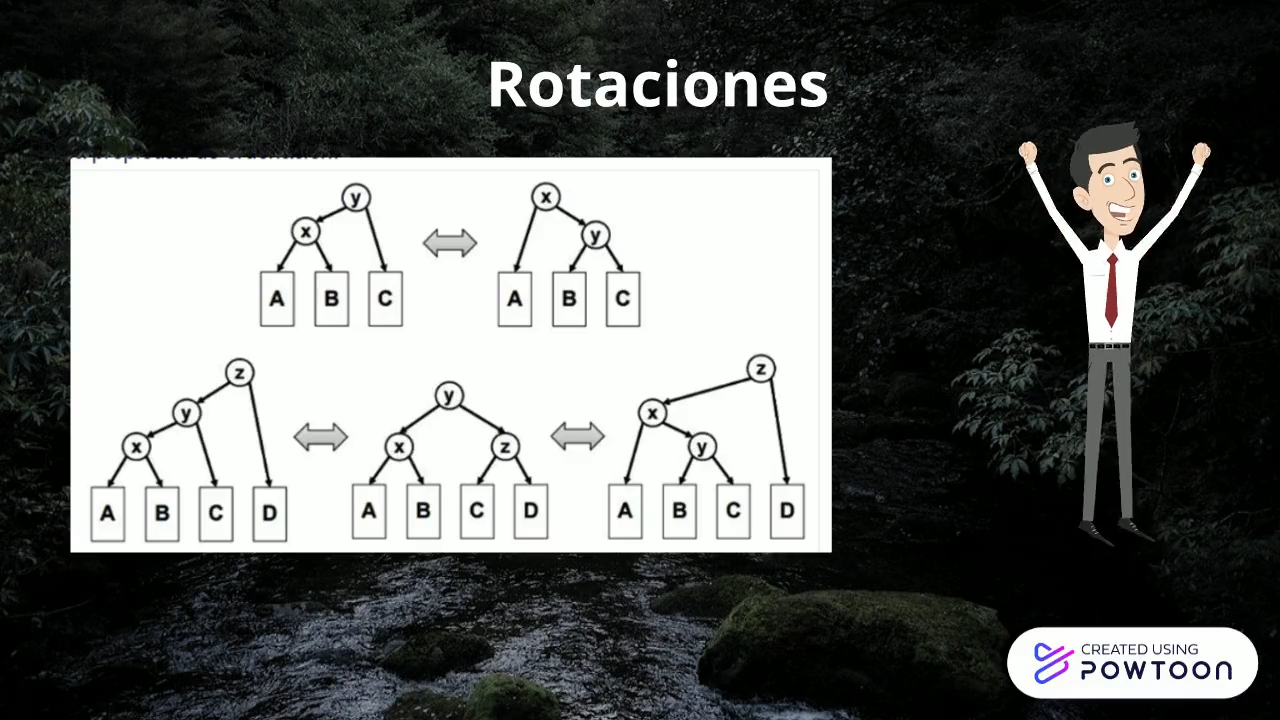 Rotaciones
y
x
A B C
x
y
A B C
z
y
x
A B C D
y
x z
A B C D
z
x
y
A B C D
CREATED USING
POWTOON